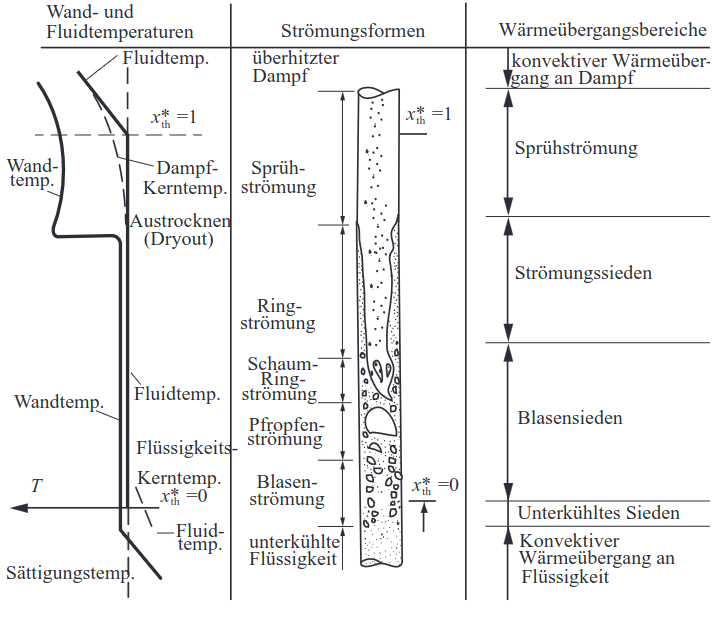 Wand- und
Fluidtemperaturen
Fluidtemp.
x*th =1
Wand-
temp.
Dampf-
Kerntemp.
Austrocknen
(Dryout)
Wandtemp.
Fluidtemp.
Flüssigkeits-
Kerntemp.
x*th =0
T
Fluid-
temp.
Sättigungstemp.
Strömungsformen
überhitzter
Dampf
x*th =1
Sprüh-
strömung
Ring-
strömung
Schaum-
Ring-
strömung
Pfropfen-
strömung
Blasen-
strömung
x*th =0
unterkühlte
Flüssigkeit
Wärmeübergangsbereiche
konvektiver Wärmeüber-
gang an Dampf
Sprühströmung
Strömungssieden
Blasensieden
Unterkühltes Sieden
Konvektiver
Wärmeübergang an
Flüssigkeit